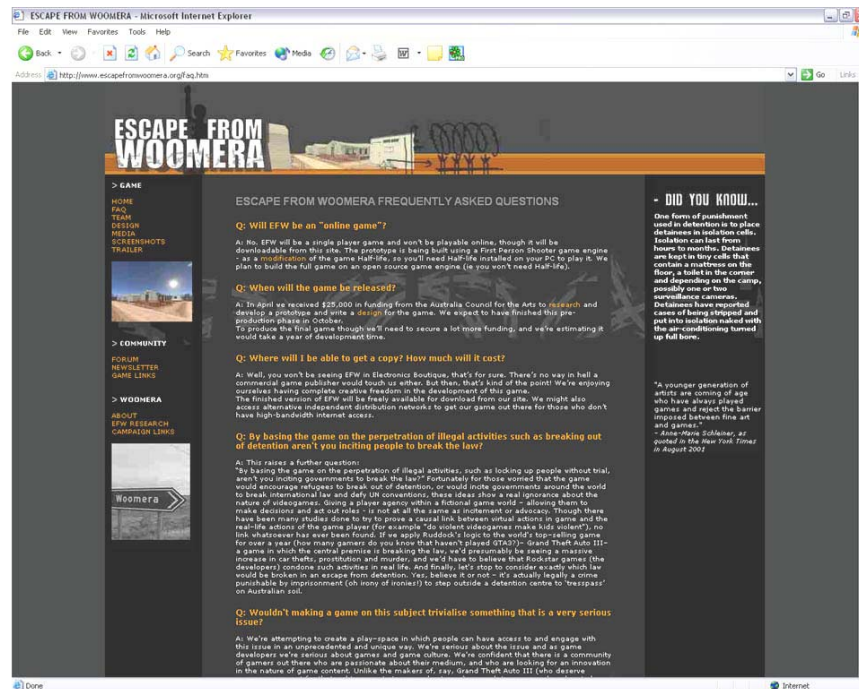 ESCAPE FROM WOOMERA - Microsoft Internet Explorer
File Edit View Favorites Tools Help
Back Search Favorites Media
Address http://www.escapefromwoomera.org/faq.htm Go Links
ESCAPE FROM
WOOMERA
> GAME
HOME
FAQ
TEAM
DESIGN
MEDIA
SCREENSHOTS
TRAILER
> COMMUNITY
FORUM
NEWSLETTER
GAME LINKS
> WOOMERA
ABOUT
EFW RESEARCH
CAMPAIGN LINKS
Woomera
ESCAPE FROM WOOMERA FREQUENTLY ASKED QUESTIONS
Q: Will EFW be an "online game"?
A: No. EFW will be a single player game and won't be playable online, though it will be
downloadable from this site. The prototype is being built using a First Person Shooter game engine
- as a modification of the game Half-life, so you'll need Half-life installed on your PC to play it. We
plan to build the full game on an open source game engine (ie you won't need Half-life).
Q: When will the game be released?
A: In April we received $25,000 in funding from the Australia Council for the Arts to research and
develop a prototype and write a design for the game. We expect to have finished this pre-
production phase in October.
To produce the final game though we'll need to secure a lot more funding, and we're estimating it
would take a year of development time.
Q: Where will I be able to get a copy? How much will it cost?
A: Well, you won't be seeing EFW in Electronics Boutique, that's for sure. There's no way in hell a
commercial game publisher would touch us either. But then, that's kind of the point! We're enjoying
ourselves having complete creative freedom in the development of this game.
The finished version of EFW will be freely available for download from our site. We might also
access alternative independent distribution networks to get our game out there for those who don't
have high-bandwidth internet access.
Q: By basing the game on the perpetration of illegal activities such as breaking out
of detention aren't you inciting people to break the law?
A: This raises a further question:
"By basing the game on the perpetration of illegal activities, such as locking up people without trial,
aren't you inciting governments to break the law?" Fortunately for those worried that the game
would encourage refugees to break out of detention, or would incite governments around the world
to break international law and defy UN conventions, these ideas show a real ignorance about the
nature of videogames. Giving a player agency within a fictional game world - allowing them to
make decisions and act out roles - is not at all the same as incitement or advocacy. Though there
have been many studies done to try to prove a causal link between virtual actions in game and the
real-life actions of the game player (for example "do violent videogames make kids violent"), no
link whatsoever has ever been found. If we apply Ruddock's logic to the world's top-selling game
for over a year (how many gamers do you know that haven't played GTA3?)- Grand Theft Auto III-
a game in which the central premise is breaking the law, we'd presumably be seeing a massive
increase in car thefts, prostitution and murder, and we'd have to believe that Rockstar games (the
developers) condone such activities in real life. And finally, let's stop to consider exactly which law
would be broken in an escape from detention. Yes, believe it or not - it's actually legally a crime
punishable by imprisonment (oh irony of ironies!) to step outside a detention centre to 'tresspass'
on Australian soil.
Q: Wouldn't making a game on this subject trivialise something that is a very serious
issue?
A: We're attempting to create a play-space in which people can have access to and engage with
this issue in an unprecedented and unique way. We're serious about the issue and as game
developers we're serious about games and game culture. We're confident that there is a community
of gamers out there who are passionate about their medium, and who are looking for an innovation
in the nature of game content. Unlike the makers of, say, Grand Theft Auto III (who deserve
- DID YOU KNOW...
One form of punishment
used in detention is to place
detainees in isolation cells.
Isolation can last from
hours to months. Detainees
are kept in tiny cells that
contain a mattress on the
floor, a toilet in the corner
and depending on the camp,
possibly one or two
surveillance cameras.
Detainees have reported
cases of being stripped and
put into isolation naked with
the air-conditioning turned
up full bore.
"A younger generation of
artists are coming of age
who have always played
games and reject the barrier
imposed between fine art
and games."
- Anne-Marie Schleiner, as
quoted in the New York Times
in August 2001
Done Internet